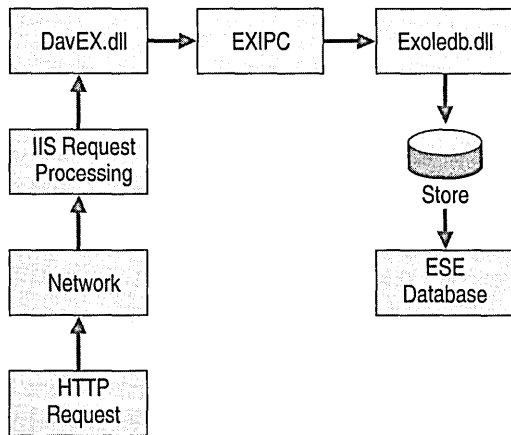 DavEX.dll
EXIPC
Exoledb.dll
IIS Request
Processing
Store
Network
ESE
Database
HTTP
Request